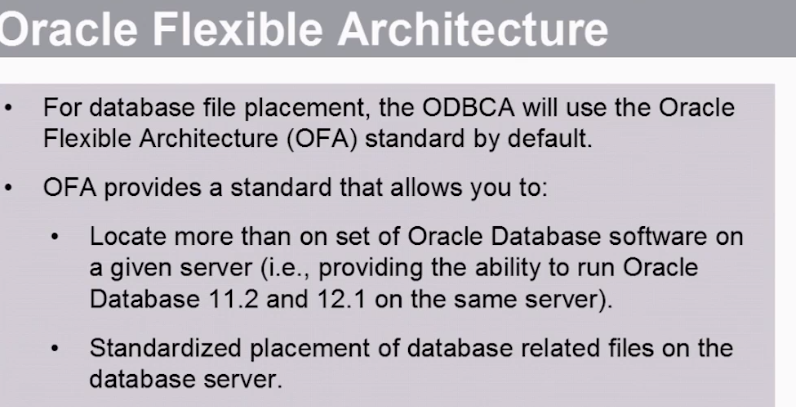 Oracle Flexible Architecture
• For database file placement, the ODBCA will use the Oracle
Flexible Architecture (OFA) standard by default.
• OFA provides a standard that allows you to:
• Locate more than on set of Oracle Database software on
a given server (i.e., providing the ability to run Oracle
Database 11.2 and 12.1 on the same server).
• Standardized placement of database related files on the
database server.